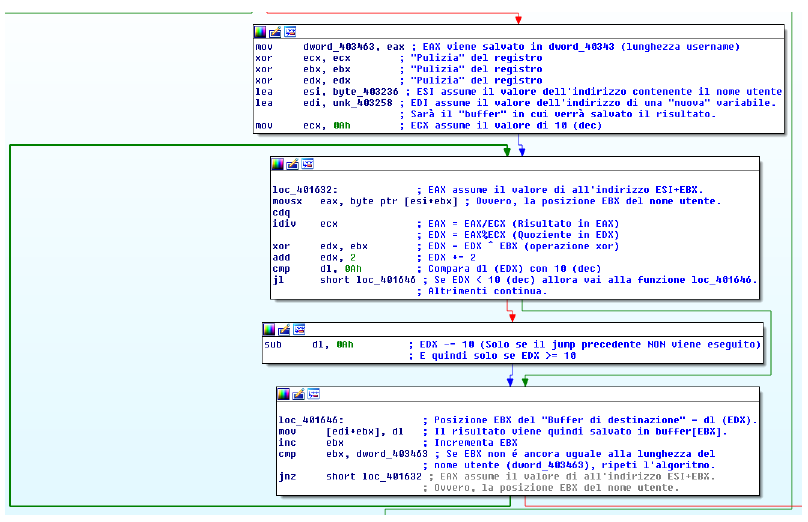 mov dword_403463, eax ; EAX viene salvato in dword_40343 (lunghezza username)
xor ecx, ecx ; "Pulizia" del registro
xor ebx, ebx ; "Pulizia" del registro
xor edx, edx ; "Pulizia" del registro
lea esi, byte_403236 ; ESI assume il valore dell'indirizzo contenente il nome utente
lea edi, unk_403258 ; EDI assume il valore dell'indirizzo di una "nuova" variabile.
; Sarà il "buffer" in cui verrà salvato il risultato.
mov ecx, 0Ah ; ECX assume il valore di 10 (dec)
loc_401632: ; EAX assume il valore di all'indirizzo ESI+EBX.
movsx eax, byte ptr [esi+ebx] ; Ovvero, la posizione EBX del nome utente.
cdq
idiv ecx ; EAX = EAX/ECX (Risultato in EAX)
; EDX = EAX%ECX (Quoziente in EDX)
xor edx, ebx ; EDX = EDX ^ EBX (operazione xor)
add edx, 2 ; EDX += 2
cmp dl, 0Ah ; Compara dl (EDX) con 10 (dec)
jl short loc_401646 ; Se EDX < 10 (dec) allora vai alla funzione loc_401646.
; Altrimenti continua.
sub dl, 0Ah ; EDX -= 10 (Solo se il jump precedente NON viene eseguito)
; E quindi solo se EDX >= 10
loc_401646: ; Posizione EBX del "Buffer di destinazione" = dl (EDX).
mov [edi+ebx], dl ; Il risultato viene quindi salvato in buffer[EBX].
inc ebx ; Incrementa EBX
cmp ebx, dword_403463 ; Se EBX non é ancora uguale alla lunghezza del
; nome utente (dword_403463), ripeti l'algoritmo.
jnz short loc_401632 ; EAX assume il valore di all'indirizzo ESI+EBX.
; Ovvero, la posizione EBX del nome utente.